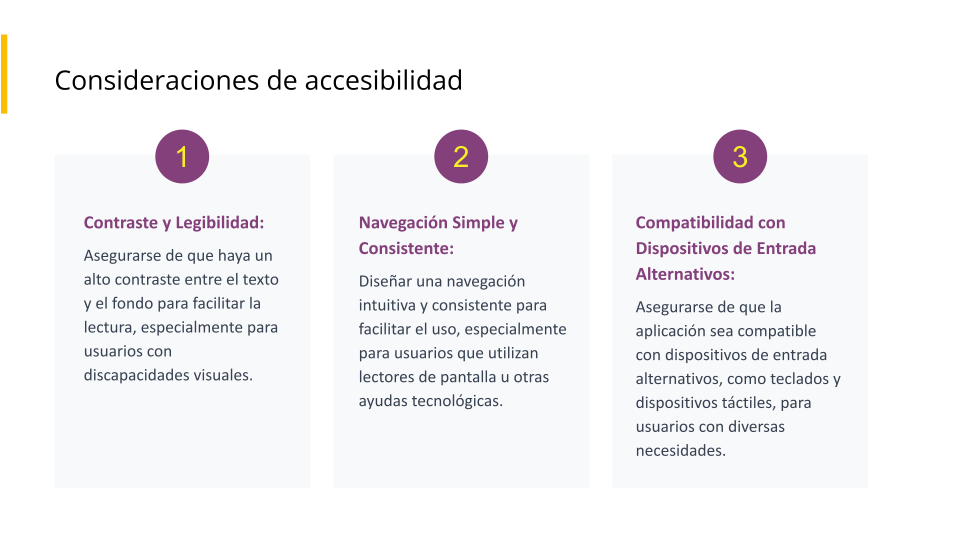 Consideraciones de accesibilidad
1
Contraste y Legibilidad:
Asegurarse de que haya un
alto contraste entre el texto
y el fondo para facilitar la
lectura, especialmente para
usuarios con
discapacidades visuales.
2
Navegación Simple y
Consistente:
Diseñar una navegación
intuitiva y consistente para
facilitar el uso, especialmente
para usuarios que utilizan
lectores de pantalla u otras
ayudas tecnológicas.
3
Compatibilidad con
Dispositivos de Entrada
Alternativos:
Asegurarse de que la
aplicación sea compatible
con dispositivos de entrada
alternativos, como teclados y
dispositivos táctiles, para
usuarios con diversas
necesidades.